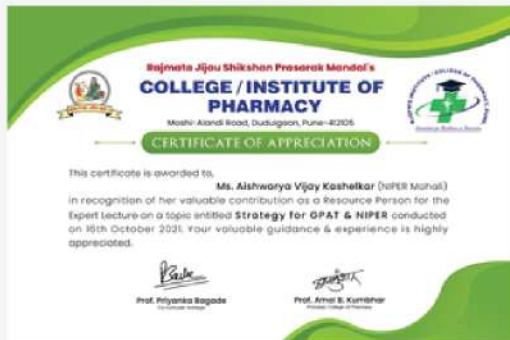 Rajmata Jijau Shikshan Prasarak Mandal's
COLLEGE / INSTITUTE OF
PHARMACY
Moshi-Alandi Road, Dudulgaon, Pune-412105
CERTIFICATE OF APPRECIATION
This certificate is awarded to,
Ms. Aishwarya Vijay Kashelkar (NIPER Mohali)
in recognition of her valuable contribution as a Resource Person for the
Expert Lecture on a topic entitled Strategy for GPAT & NIPER conducted
on 16th October 2021. Your valuable guidance & experience is highly
appreciated.
Prof. Priyanka Bagade
Prof. Amol B. Kumbhar